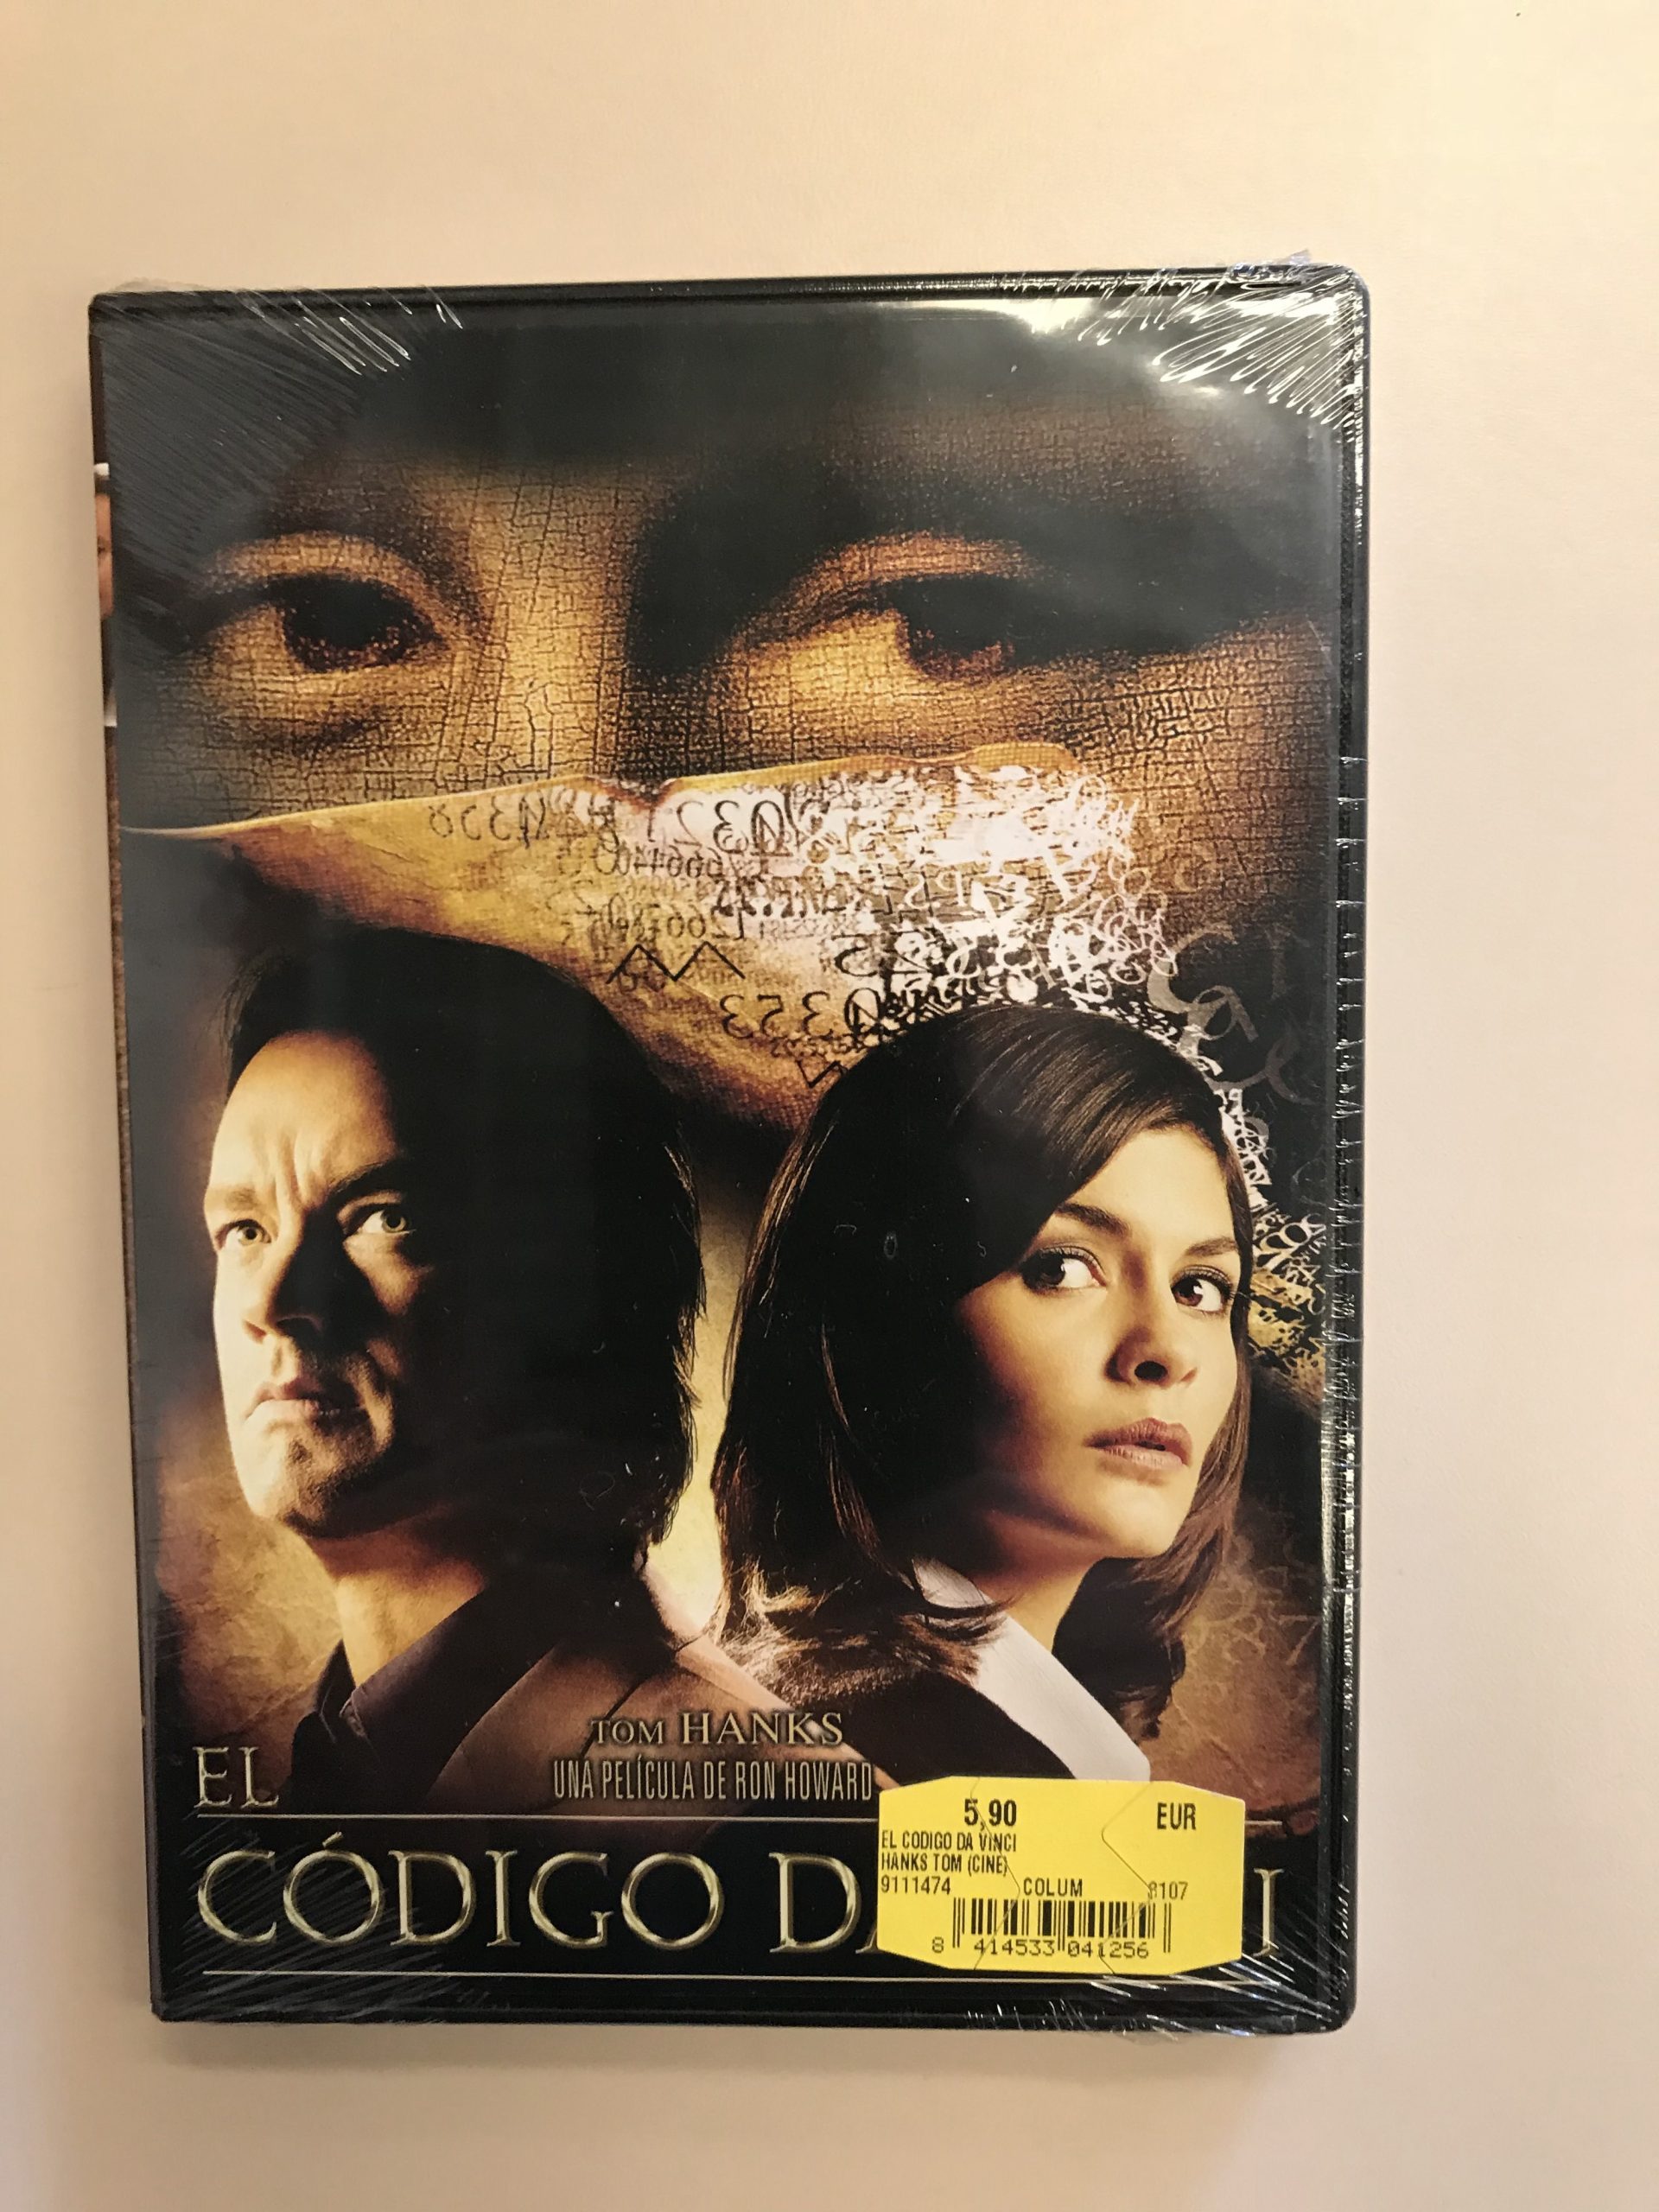 TOM HANKS
EL
UNA PELÍCULA DE RON HOWARD
CÓDIGO
5,90 EUR
EL CODIGO DA VINCI
HANKS TOM (CINE)
9111474 COLUM 8107
8 414533 041256